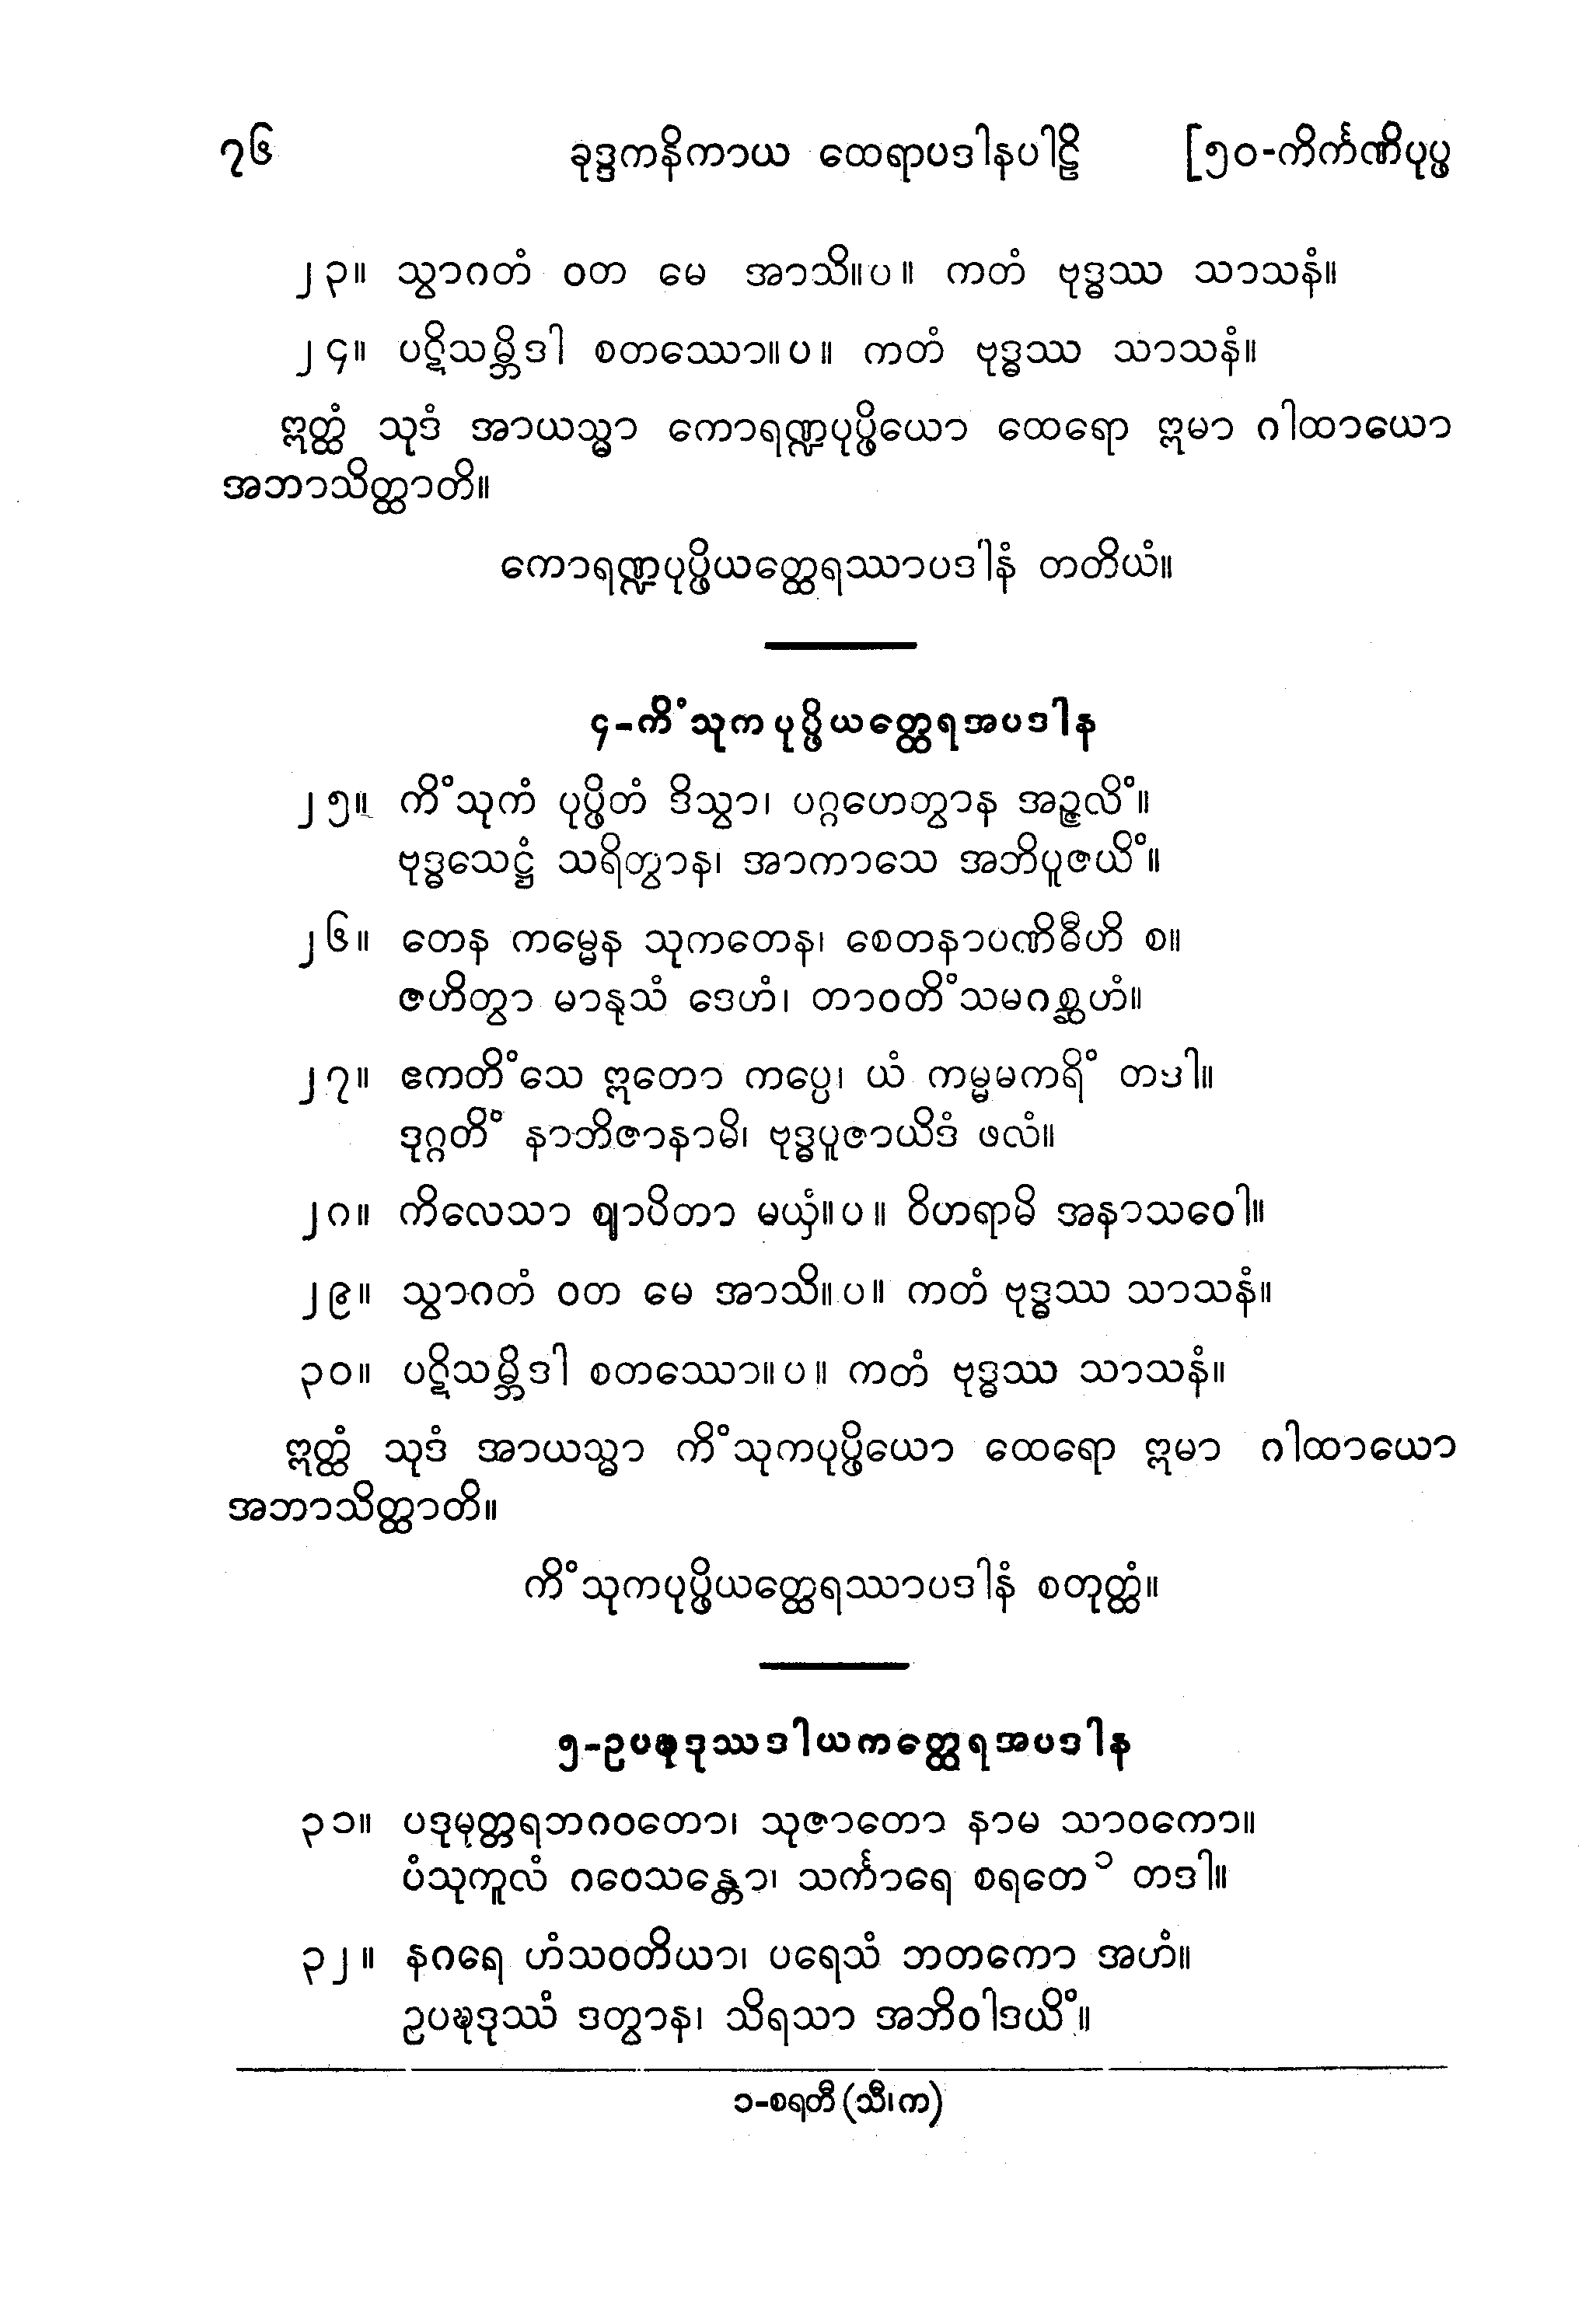 ၇၆ ခုဒ္ဒကနိကာယ ထေရာပဒါနပါဠိ [၅၀-ကိင်္ကဏိပုပ္ဖ
၂၃။ သွာဂတံ ဝတ မေ အာသိ။ပ။ ကတံ ဗုဒ္ဓဿ သာသနံ။
၂၄။ ပဋိသမ္ဘိဒါ စတဿော။ပ။ ကတံ ဗုဒ္ဓဿ သာသနံ။
ဣတ္ထံ သုဒံ အာယသ္မာ ကောရဏ္ဍပုပ္ဖိယော ထေရော ဣမာ ဂါထာယော
အဘာသိတ္ထာတိ။
ကောရဏ္ဍပုပ္ဖိယတ္ထေရဿာပဒါနံ တတိယံ။
၄-ကိံသုကပုပ္ဖိယတ္ထေရအပဒါန
၂၅။ ကိံသုကံ ပုပ္ဖိတံ ဒိသွာ၊ ပဂ္ဂဟေတွာန အဉ္ဇလိံ။
ဗုဒ္ဓသေဋ္ဌံ သရိတွာန၊ အာကာသေ အဘိပူဇယိံ။
၂၆။ တေန ကမ္မေန သုကတေန၊ စေတနာပဏိဓီဟိ စ။
ဇဟိတွာ မာနုသံ ဒေဟံ၊ တာဝတိံသမဂစ္ဆဟံ။
၂၇။ ဧကတိံသေ ဣတော ကပ္ပေ၊ ယံ ကမ္မမကရိံ တဒါ။
ဒုဂ္ဂတိံ နာဘိဇာနာမိ၊ ဗုဒ္ဓပူဇာယိဒံ ဖလံ။
၂၈။ ကိလေသာ ဈာပိတာ မယှံ။ပ။ ဝိဟရာမိ အနာသဝေါ။
၂၉။ သွာဂတံ ဝတ မေ အာသိ။ပ။ ကတံ ဗုဒ္ဓဿ သာသနံ။
၃၀။ ပဋိသမ္ဘိဒါ စတဿော။ပ။ ကတံ ဗုဒ္ဓဿ သာသနံ။
ဣတ္ထံ သုဒံ အာယသ္မာ ကိံသုကပုပ္ဖိယော ထေရော ဣမာ ဂါထာယော
အဘာသိတ္ထာတိ။
ကိံသုကပုပ္ဖိယတ္ထေရဿာပဒါနံ စတုတ္ထံ။
၅-ဥပဍ္ဎဒုဿဒါယကတ္ထေရအပဒါန
၃၁။ ပဒုမုတ္တရဘဂဝတော၊ သုဇာတော နာမ သာဝကော။
ပံသုကူလံ ဂဝေသန္တော၊ သင်္ကာရေ စရတေ ၁ တဒါ။
၃၂။ နဂရေ ဟံသဝတိယာ၊ ပရေသံ ဘတကော အဟံ။
ဥပဍ္ဎဒုဿံ ဒတွာန၊ သိရသာ အဘိဝါဒယိံ။
၁-စရတီ (သီ၊က)